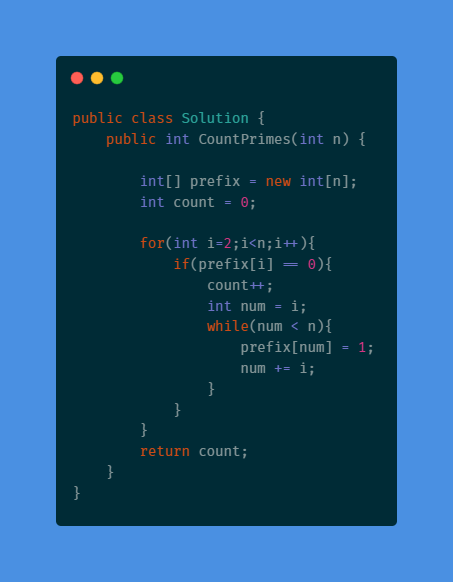 public class Solution {
    public int CountPrimes(int n) {

        int[] prefix = new int[n];
        int count = 0;

        for(int i=2;i<n;i++){
            if(prefix[i] == 0){
                count++;
                int num = i;
                while(num < n){
                    prefix[num] = 1;
                    num += i;
                }
            }
        }
        return count;
    }
}